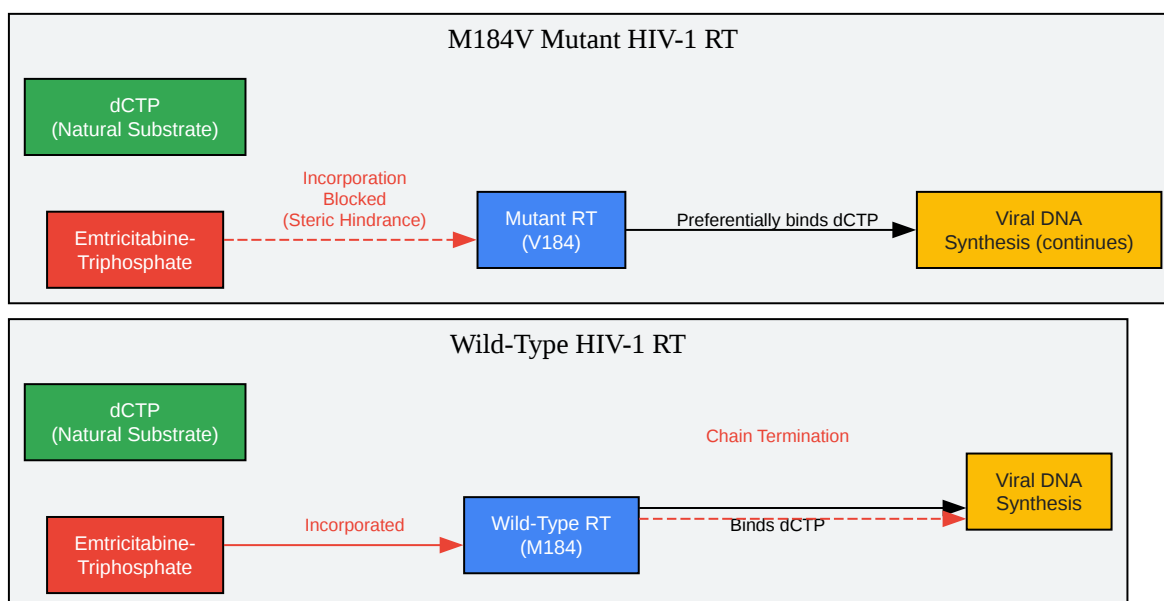 M184V Mutant HIV-1 RT
dCTP
(Natural Substrate)
Incorporation
Blocked
(Steric Hindrance)
Emtricitabine-
Triphosphate
Mutant RT
(V184)
Preferentially binds dCTP
Viral DNA
Synthesis (continues)
Wild-Type HIV-1 RT
dCTP
(Natural Substrate)
Chain Termination
Emtricitabine-
Triphosphate
Incorporated
Wild-Type RT
(M184)
Binds dCTP
Viral DNA
Synthesis